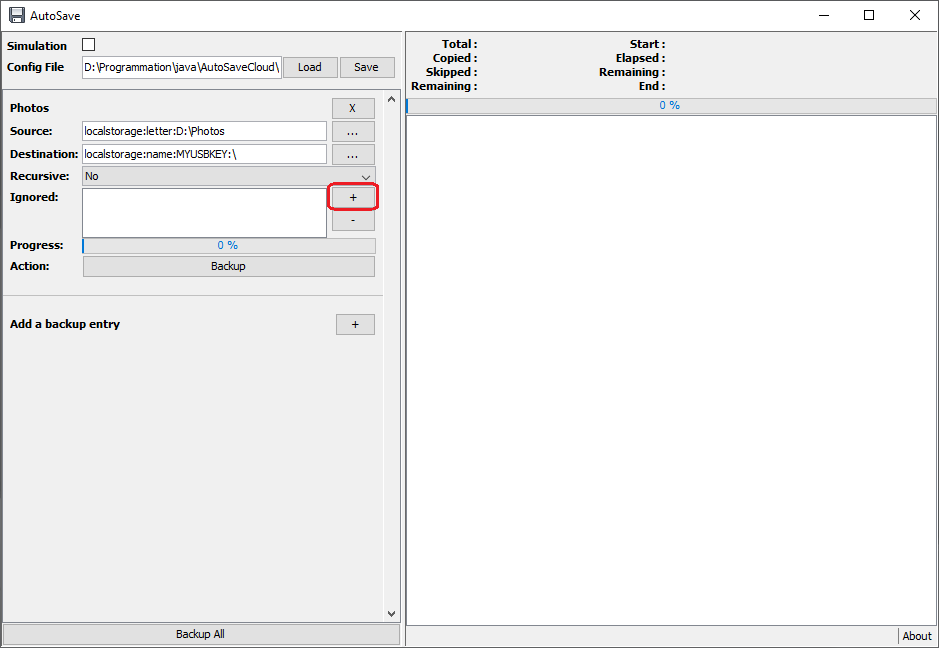 AutoSave
Simulation
Config File D:\Programmation\java\AutoSaveCloud\ Load Save
Photos X
Source: localstorage:letter:D:\Photos ...
Destination: localstorage:name:MYUSBKEY:\ ...
Recursive: No
Ignored: +
-
Progress: 0 %
Action: Backup
Add a backup entry +
Backup All
Total : Start :
Copied : Elapsed :
Skipped : Remaining :
Remaining : End :
0 %
About